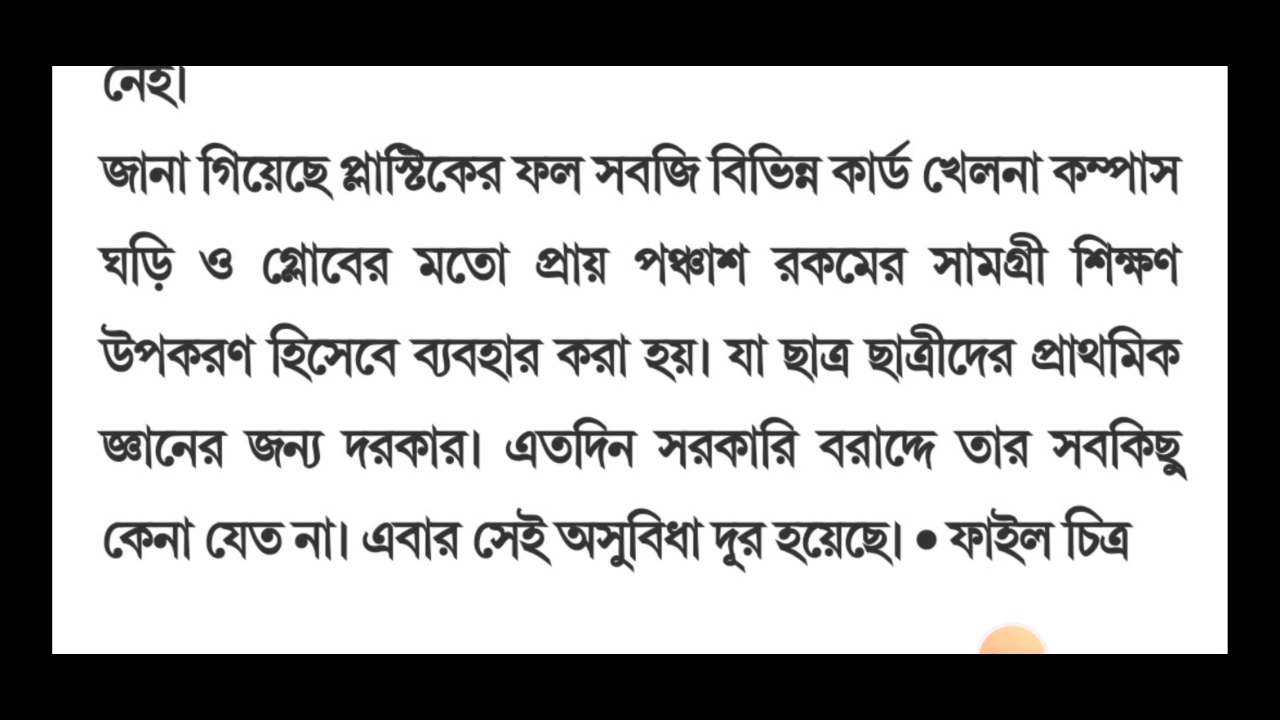 নেই।
জানা গিয়েছে প্লাস্টিকের ফল সবজি বিভিন্ন কার্ড খেলনা কম্পাস
ঘড়ি ও গ্লোবের মতো প্রায় পঞ্চাশ রকমের সামগ্রী শিক্ষণ
উপকরণ হিসেবে ব্যবহার করা হয়। যা ছাত্র ছাত্রীদের প্রাথমিক
জ্ঞানের জন্য দরকার। এতদিন সরকারি বরাদ্দে তার সবকিছু
কেনা যেত না। এবার সেই অসুবিধা দূর হয়েছে। • ফাইল চিত্র